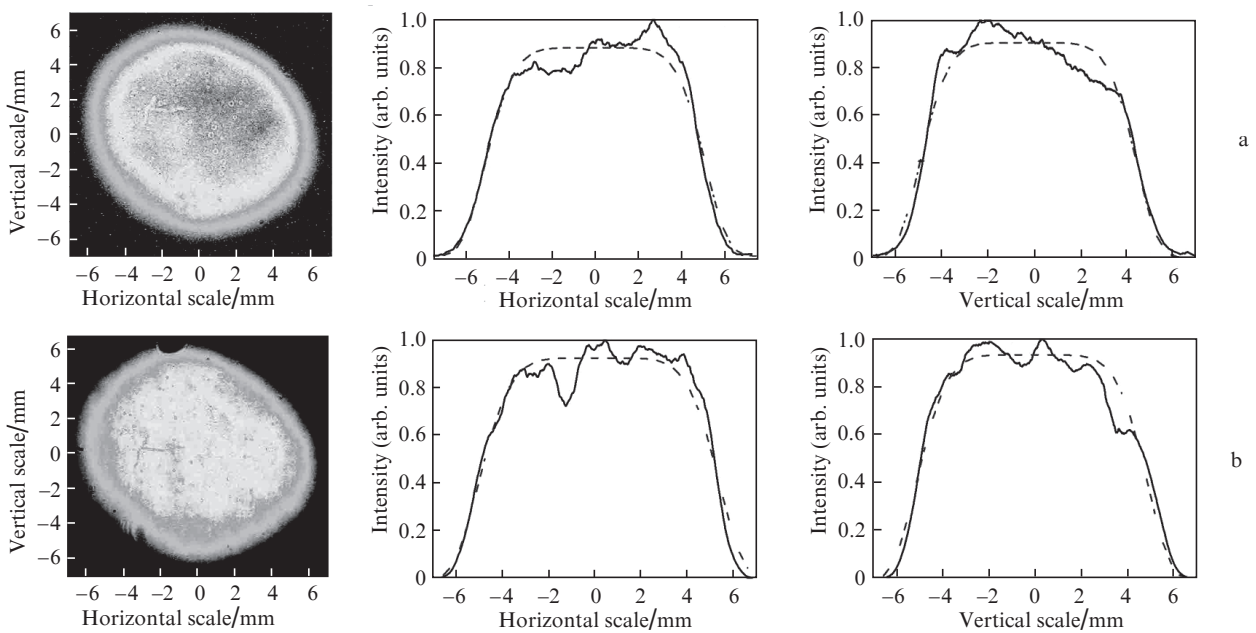 6
4
2
0
−2
−4
−6
Vertical scale/mm
−6 −4 −2 0 2 4 6
Horizontal scale/mm
1.0
0.8
0.6
0.4
0.2
0
Intensity (arb. units)
−6 −4 −2 0 2 4 6
Horizontal scale/mm
1.0
0.8
0.6
0.4
0.2
0
Intensity (arb. units)
−6 −4 −2 0 2 4 6
Vertical scale/mm
a
6
4
2
0
−2
−4
−6
Vertical scale/mm
−6 −4 −2 0 2 4 6
Horizontal scale/mm
1.0
0.8
0.6
0.4
0.2
0
Intensity (arb. units)
−6 −4 −2 0 2 4 6
Horizontal scale/mm
1.0
0.8
0.6
0.4
0.2
0
Intensity (arb. units)
−6 −4 −2 0 2 4 6
Vertical scale/mm
b